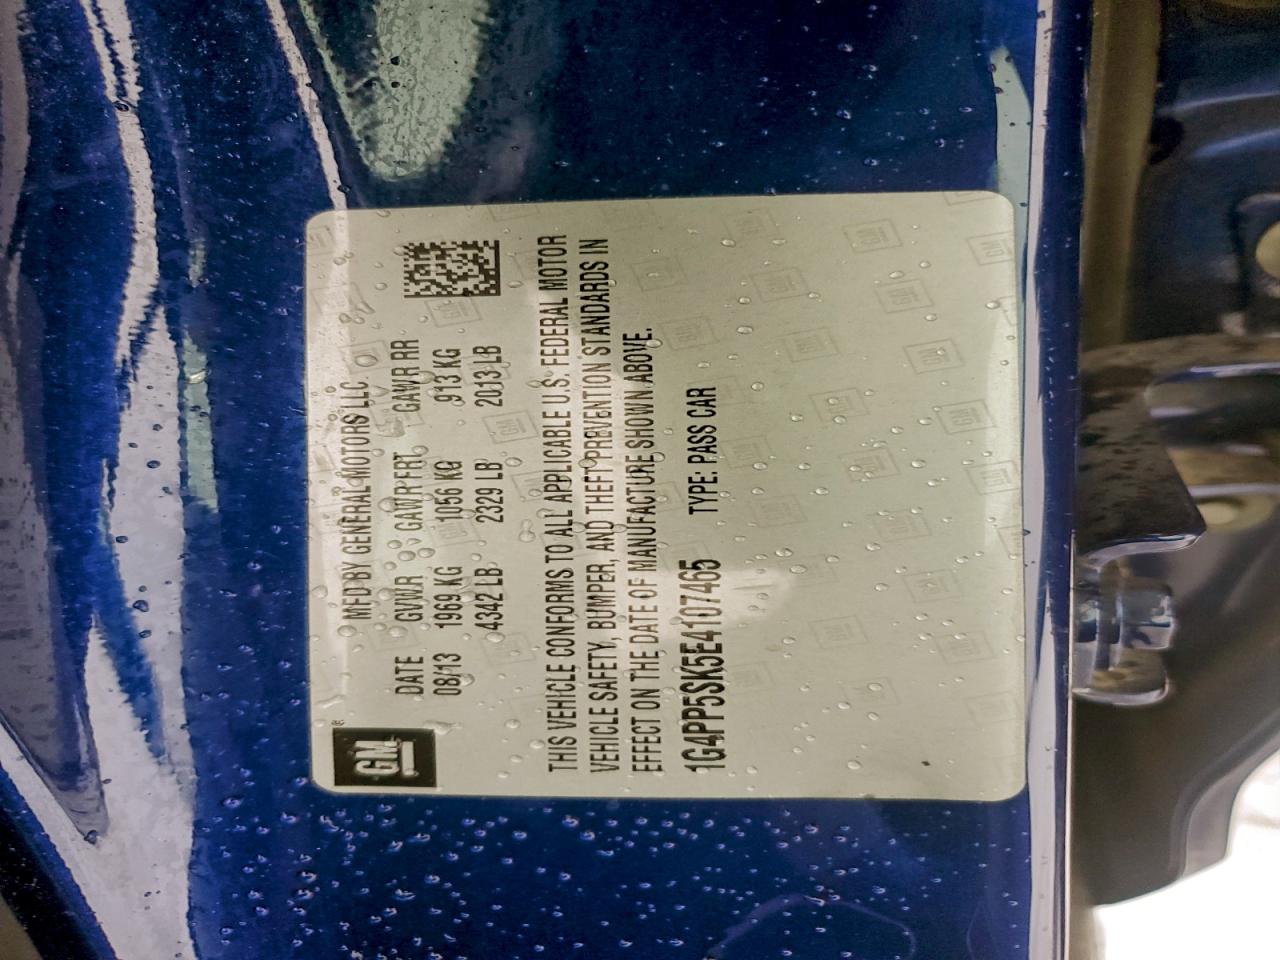 GM ®
MFD BY GENERAL MOTORS LLC
DATE GVWR GAWR FRT GAWR RR
08/13 1969 KG 1056 KG 913 KG
4342 LB 2329 LB 2013 LB
THIS VEHICLE CONFORMS TO ALL APPLICABLE U.S. FEDERAL MOTOR
VEHICLE SAFETY, BUMPER, AND THEFT PREVENTION STANDARDS IN
EFFECT ON THE DATE OF MANUFACTURE SHOWN ABOVE.
1G4PP5SK5E4107465 TYPE: PASS CAR